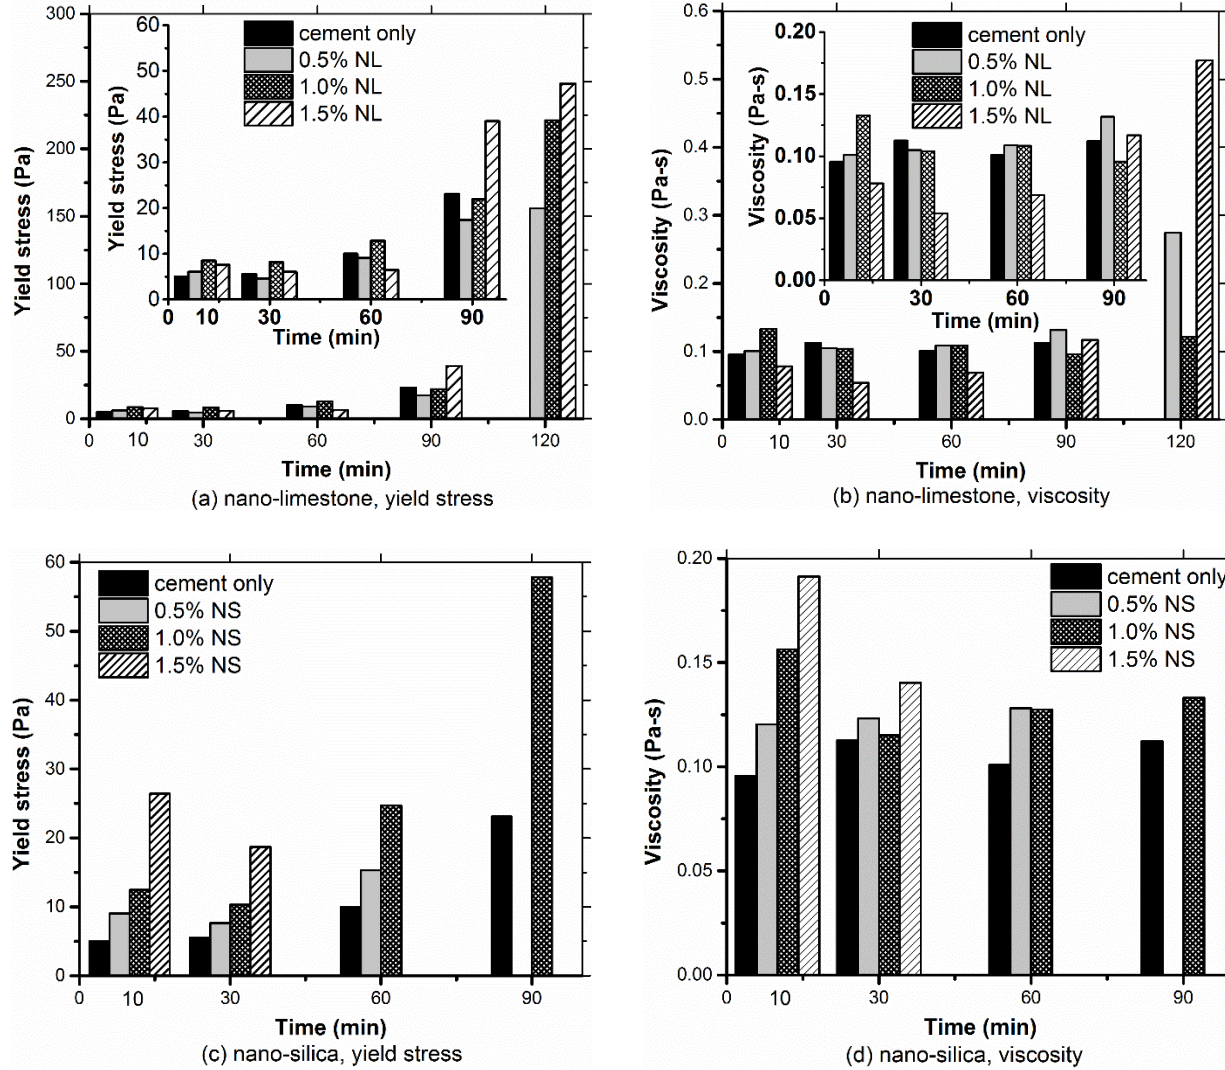 300
250
200
150
100
50
0
Yield stress (Pa)
60
50
40
30
20
10
0
Yield stress (Pa)
cement only
0.5% NL
1.0% NL
1.5% NL
0
10
30
60
90
Time (min)
0
10
30
60
90
120
Time (min)
(a) nano-limestone, yield stress
0.6
0.5
0.4
0.3
0.2
0.1
0.0
Viscosity (Pa-s)
0.20
0.15
0.10
0.05
0.00
Viscosity (Pa-s)
cement only
0.5% NL
1.0% NL
1.5% NL
0
10
30
60
90
Time (min)
0
10
30
60
90
120
Time (min)
(b) nano-limestone, viscosity
60
50
40
30
20
10
0
Yield stress (Pa)
cement only
0.5% NS
1.0% NS
1.5% NS
0
10
30
60
90
Time (min)
(c) nano-silica, yield stress
0.20
0.15
0.10
0.05
0.00
Viscosity (Pa-s)
cement only
0.5% NS
1.0% NS
1.5% NS
0
10
30
60
90
Time (min)
(d) nano-silica, viscosity